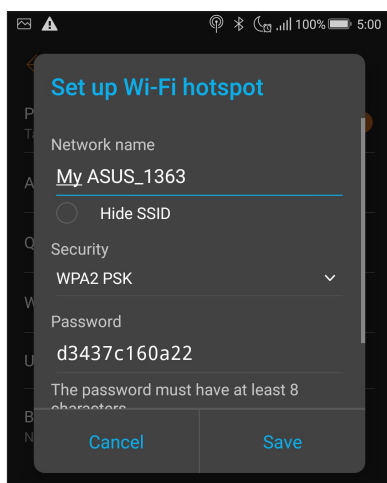 100% 5:00
Set up Wi-Fi hotspot
Network name
My ASUS_1363
Hide SSID
Security
WPA2 PSK
Password
d3437c160a22
The password must have at least 8
characters
Cancel Save